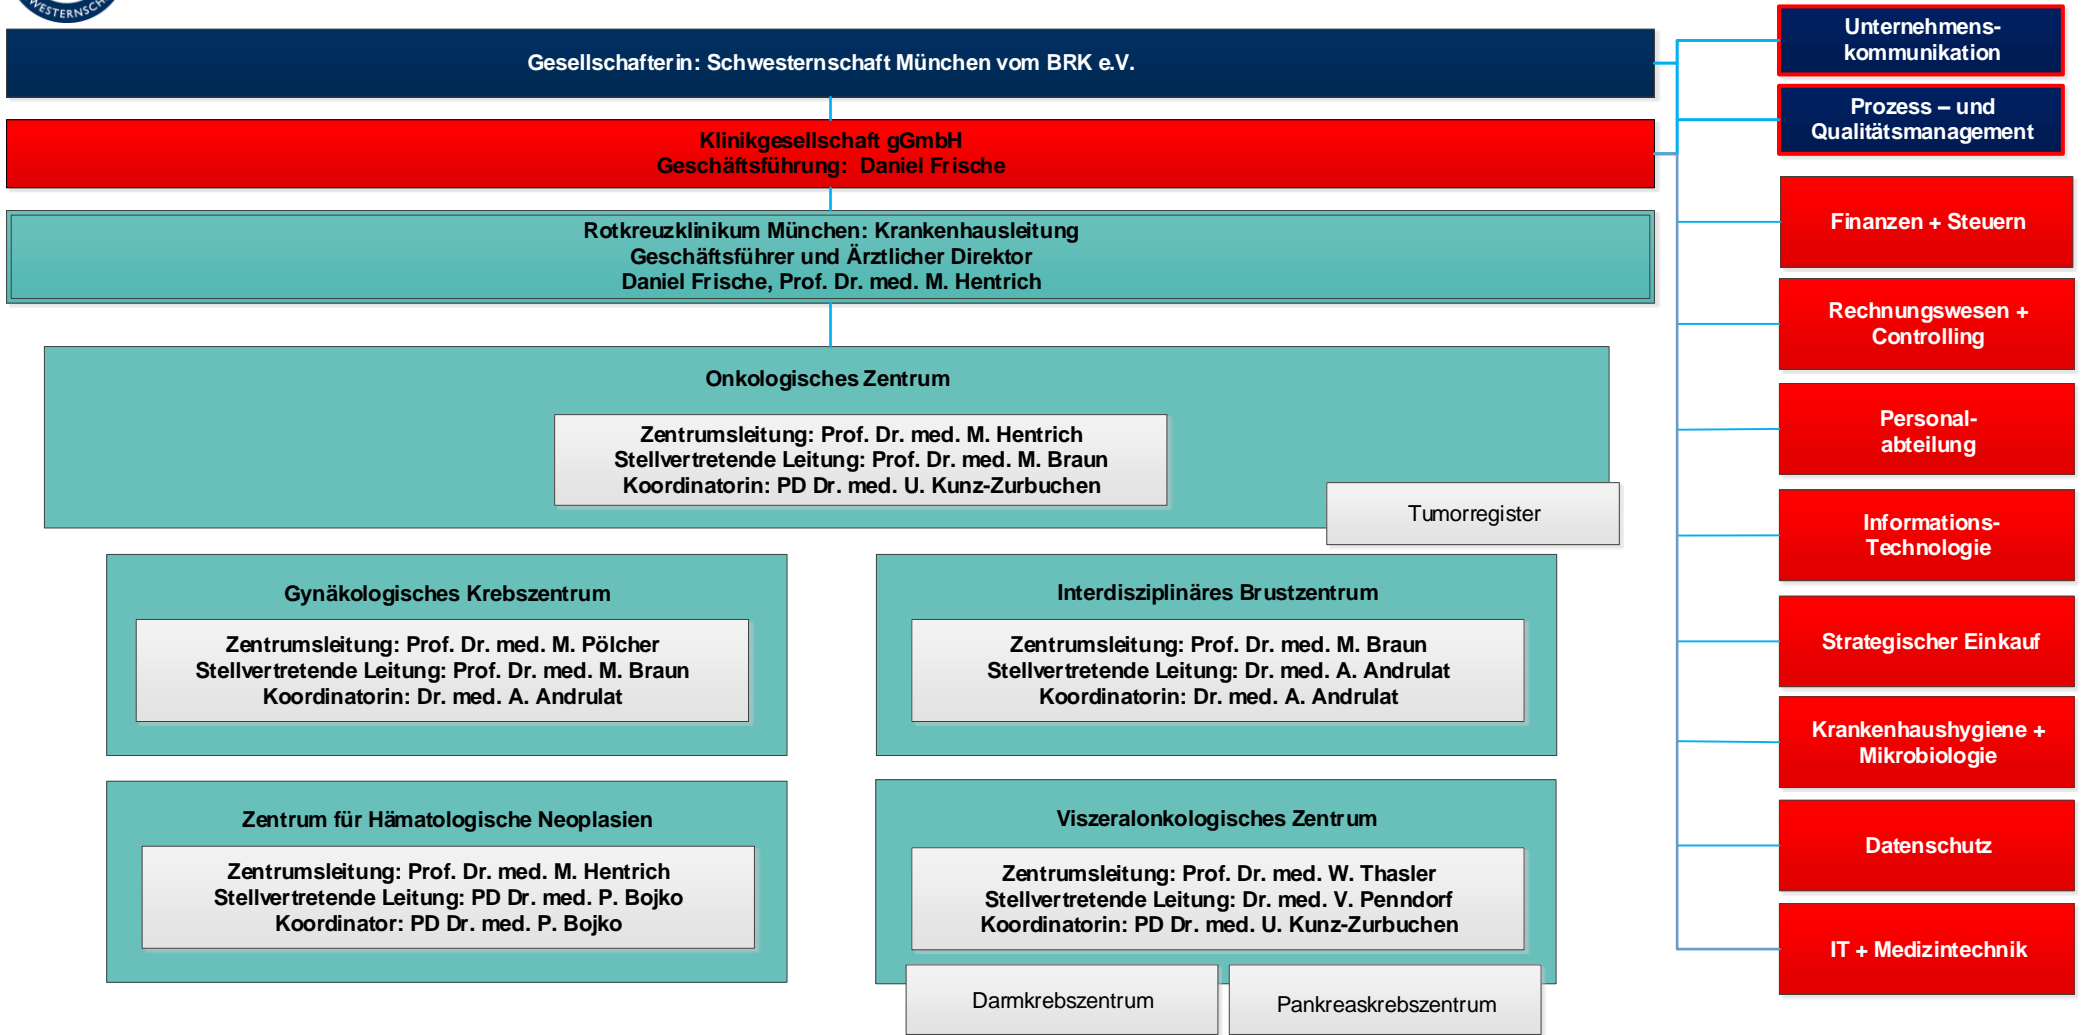 WESTERNSCH
Gesellschafterin: Schwesternschaft München vom BRK e.V.
Klinikgesellschaft gGmbH
Geschäftsführung: Daniel Frische
Rotkreuzklinikum München: Krankenhausleitung
Geschäftsführer und Ärztlicher Direktor
Daniel Frische, Prof. Dr. med. M. Hentrich
Onkologisches Zentrum
Zentrumsleitung: Prof. Dr. med. M. Hentrich
Stellvertretende Leitung: Prof. Dr. med. M. Braun
Koordinatorin: PD Dr. med. U. Kunz-Zurbuchen
Tumorregister
Gynäkologisches Krebszentrum
Zentrumsleitung: Prof. Dr. med. M. Pölcher
Stellvertretende Leitung: Prof. Dr. med. M. Braun
Koordinatorin: Dr. med. A. Andrulat
Interdisziplinäres Brustzentrum
Zentrumsleitung: Prof. Dr. med. M. Braun
Stellvertretende Leitung: Dr. med. A. Andrulat
Koordinatorin: Dr. med. A. Andrulat
Zentrum für Hämatologische Neoplasien
Zentrumsleitung: Prof. Dr. med. M. Hentrich
Stellvertretende Leitung: PD Dr. med. P. Bojko
Koordinator: PD Dr. med. P. Bojko
Viszeralonkologisches Zentrum
Zentrumsleitung: Prof. Dr. med. W. Thasler
Stellvertretende Leitung: Dr. med. V. Penndorf
Koordinatorin: PD Dr. med. U. Kunz-Zurbuchen
Darmkrebszentrum
Pankreaskrebszentrum
Unternehmens-
kommunikation
Prozess – und
Qualitätsmanagement
Finanzen + Steuern
Rechnungswesen +
Controlling
Personal-
abteilung
Informations-
Technologie
Strategischer Einkauf
Krankenhaushygiene +
Mikrobiologie
Datenschutz
IT + Medizintechnik